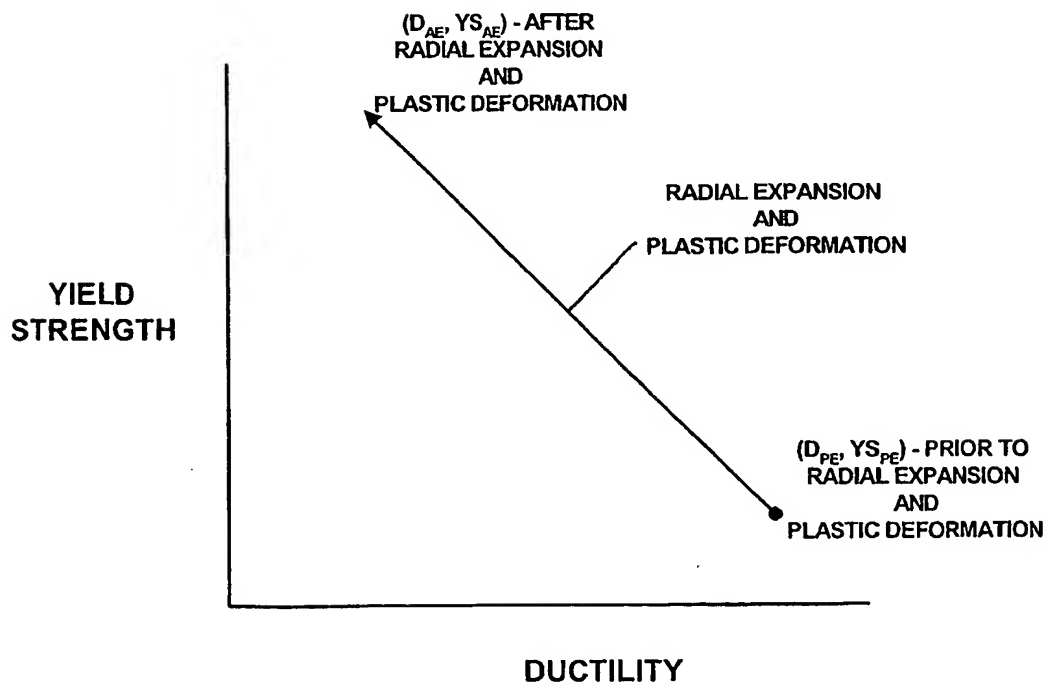 (D_AE, YS_AE) - AFTER
RADIAL EXPANSION
AND
PLASTIC DEFORMATION
RADIAL EXPANSION
AND
PLASTIC DEFORMATION
YIELD
STRENGTH
(D_PE, YS_PE) - PRIOR TO
RADIAL EXPANSION
AND
PLASTIC DEFORMATION
DUCTILITY